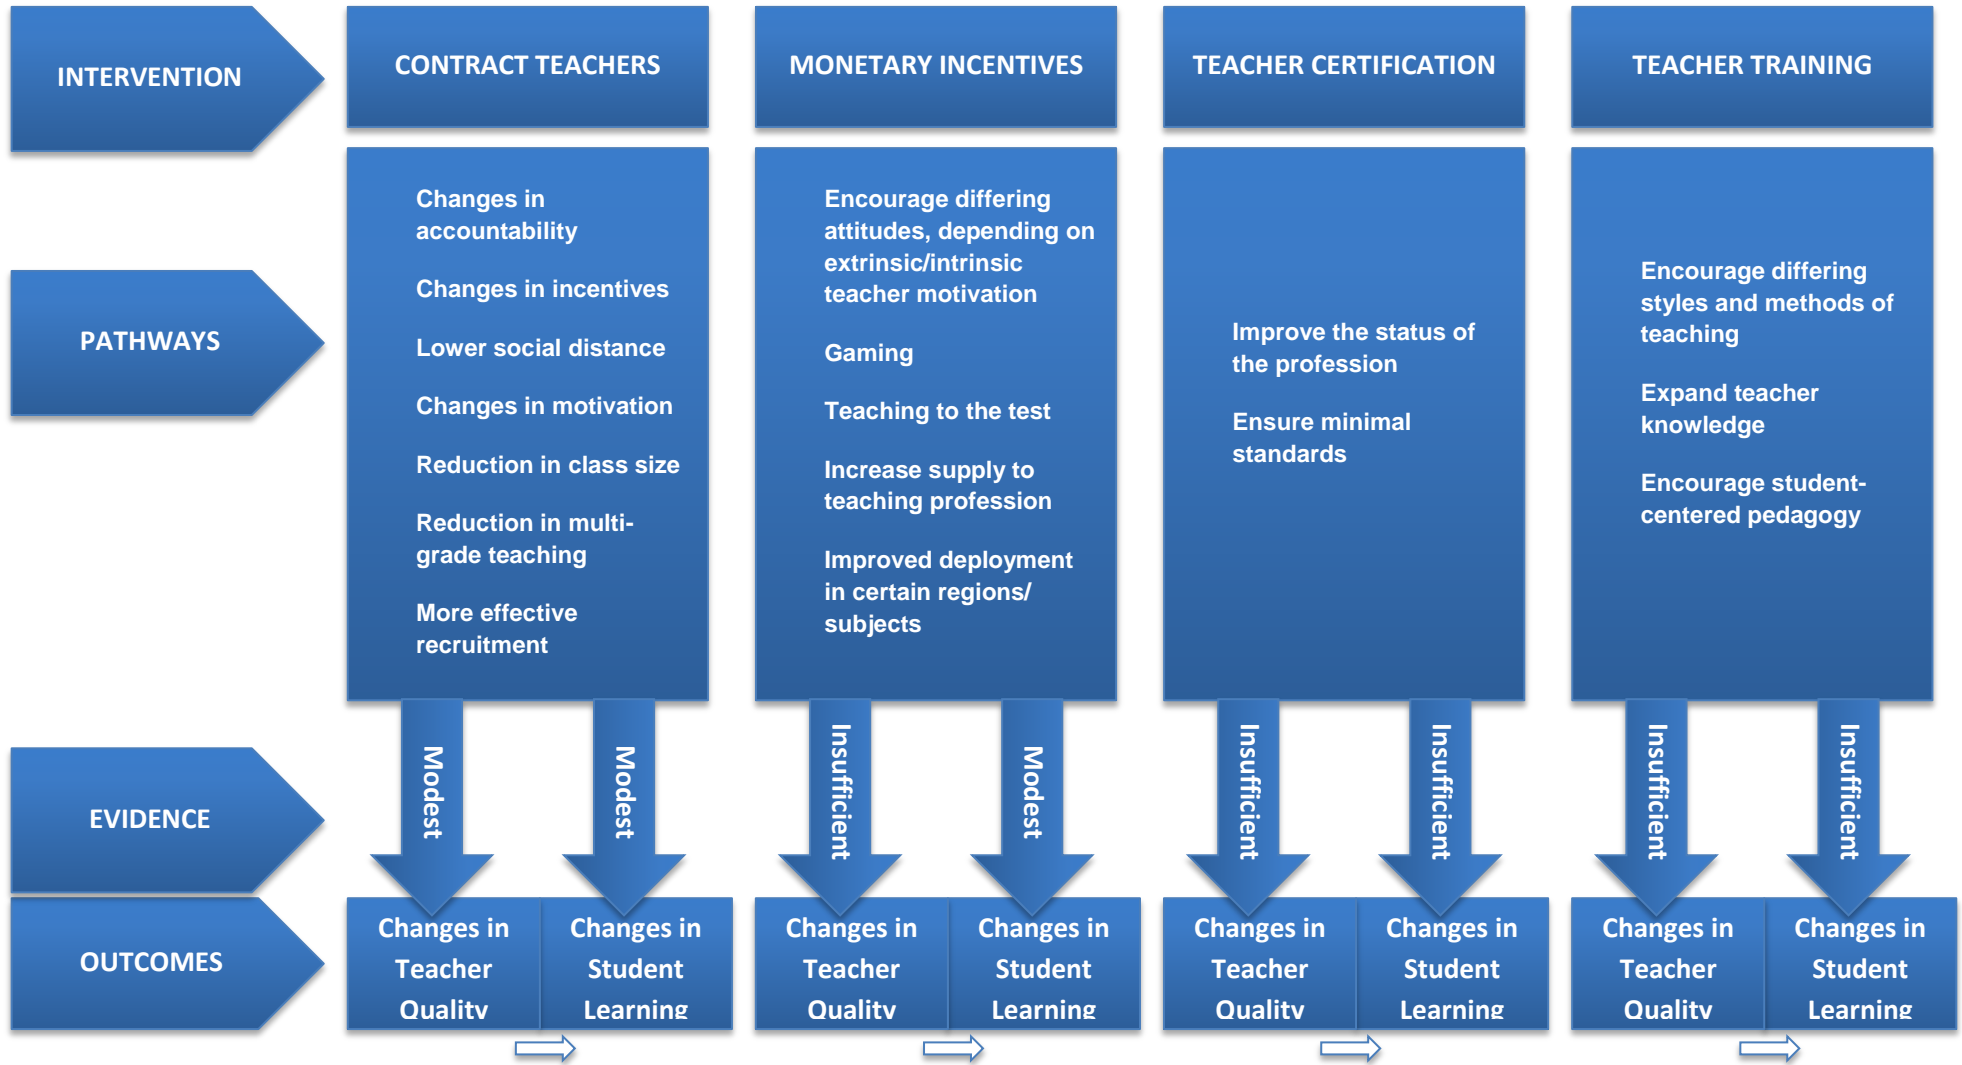 INTERVENTION
CONTRACT TEACHERS
MONETARY INCENTIVES
TEACHER CERTIFICATION
TEACHER TRAINING
PATHWAYS
Changes in
accountability
Changes in incentives
Lower social distance
Changes in motivation
Reduction in class size
Reduction in multi-
grade teaching
More effective
recruitment
Encourage differing
attitudes, depending on
extrinsic/intrinsic
teacher motivation
Gaming
Teaching to the test
Increase supply to
teaching profession
Improved deployment
in certain regions/
subjects
Improve the status of
the profession
Ensure minimal
standards
Encourage differing
styles and methods of
teaching
Expand teacher
knowledge
Encourage student-
centered pedagogy
EVIDENCE
Modest
Modest
Insufficient
Modest
Insufficient
Insufficient
Insufficient
Insufficient
OUTCOMES
Changes in
Teacher
Quality
Changes in
Student
Learning
Changes in
Teacher
Quality
Changes in
Student
Learning
Changes in
Teacher
Quality
Changes in
Student
Learning
Changes in
Teacher
Quality
Changes in
Student
Learning